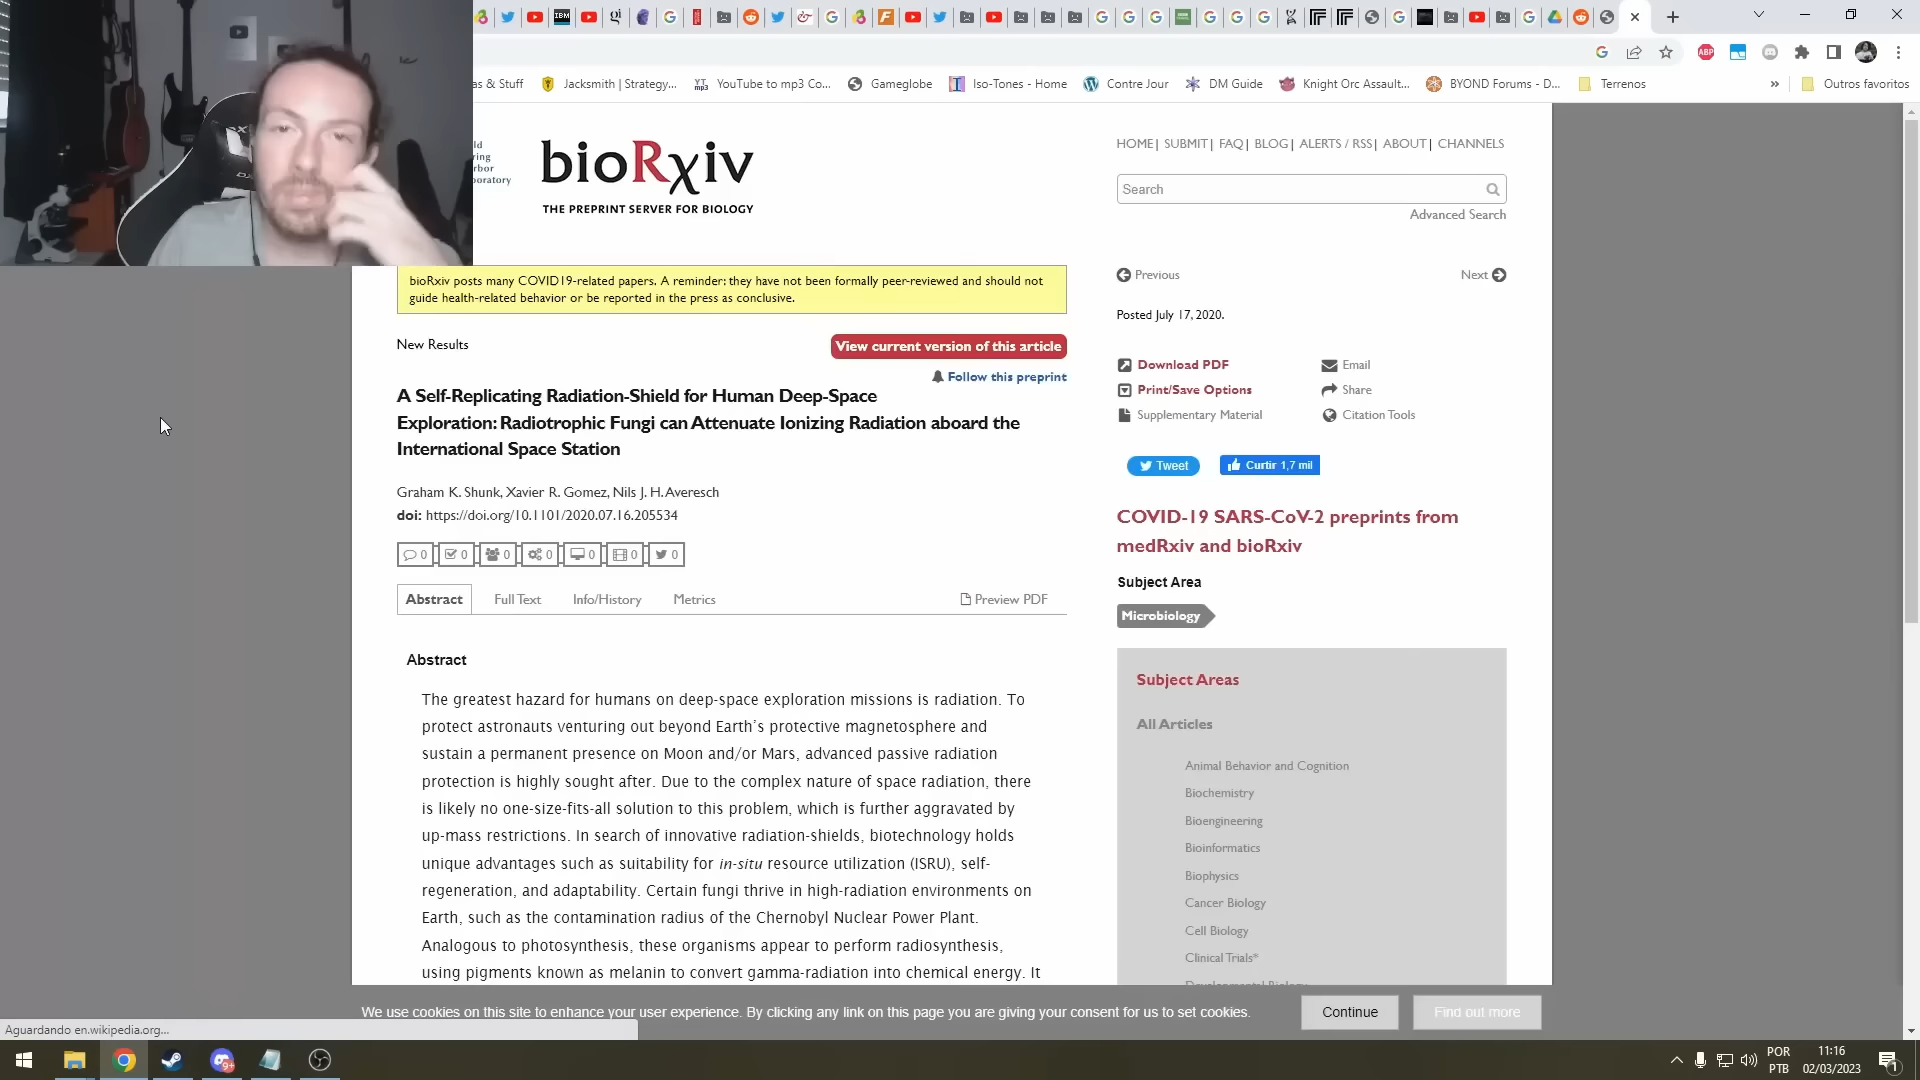 as & Stuff
Jacksmith | Strategy...
YouTube to mp3 Co...
Gameglobe
Iso-Tones - Home
Contre Jour
DM Guide
Knight Orc Assault...
BYOND Forums - D...
Terrenos
»
Outros favoritos
ld
ring
rbor
oratory
bioRxiv
THE PREPRINT SERVER FOR BIOLOGY
HOME| SUBMIT| FAQ| BLOG| ALERTS / RSS| ABOUT| CHANNELS
Search
Advanced Search
Previous
Next
bioRxiv posts many COVID19-related papers. A reminder: they have not been formally peer-reviewed and should not
guide health-related behavior or be reported in the press as conclusive.
Posted July 17, 2020.
New Results
View current version of this article
Follow this preprint
A Self-Replicating Radiation-Shield for Human Deep-Space
Exploration: Radiotrophic Fungi can Attenuate Ionizing Radiation aboard the
International Space Station
Graham K. Shunk, Xavier R. Gomez, Nils J. H. Averesch
doi: https://doi.org/10.1101/2020.07.16.205534
0 0 0 0 0 0 0
Download PDF
Email
Print/Save Options
Share
Supplementary Material
Citation Tools
Tweet
Curtir 1,7 mil
Abstract
Full Text
Info/History
Metrics
Preview PDF
COVID-19 SARS-CoV-2 preprints from
medRxiv and bioRxiv
Subject Area
Microbiology
Abstract
The greatest hazard for humans on deep-space exploration missions is radiation. To
protect astronauts venturing out beyond Earth's protective magnetosphere and
sustain a permanent presence on Moon and/or Mars, advanced passive radiation
protection is highly sought after. Due to the complex nature of space radiation, there
is likely no one-size-fits-all solution to this problem, which is further aggravated by
up-mass restrictions. In search of innovative radiation-shields, biotechnology holds
unique advantages such as suitability for in-situ resource utilization (ISRU), self-
regeneration, and adaptability. Certain fungi thrive in high-radiation environments on
Earth, such as the contamination radius of the Chernobyl Nuclear Power Plant.
Analogous to photosynthesis, these organisms appear to perform radiosynthesis,
using pigments known as melanin to convert gamma-radiation into chemical energy. It
Subject Areas
All Articles
Animal Behavior and Cognition
Biochemistry
Bioengineering
Bioinformatics
Biophysics
Cancer Biology
Cell Biology
Clinical Trials*
Developmental Biology
We use cookies on this site to enhance your user experience. By clicking any link on this page you are giving your consent for us to set cookies.
Continue
Find out more
Aguardando en.wikipedia.org...
POR
PTB
11:16
02/03/2023